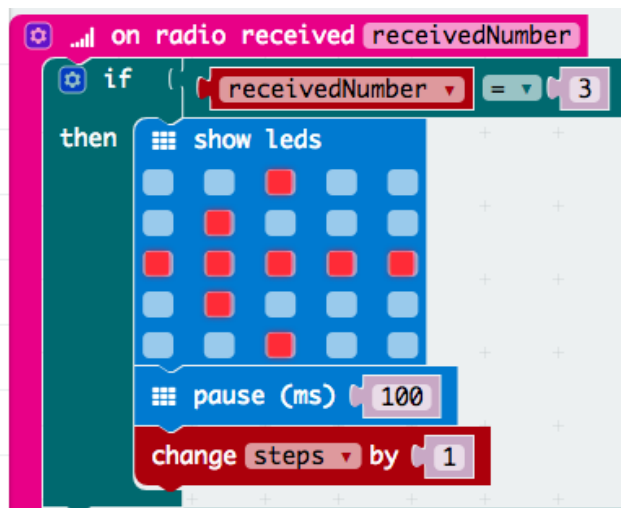 on radio received receivedNumber
if ( receivedNumber = 3
then show leds
pause (ms) 100
change steps by 1